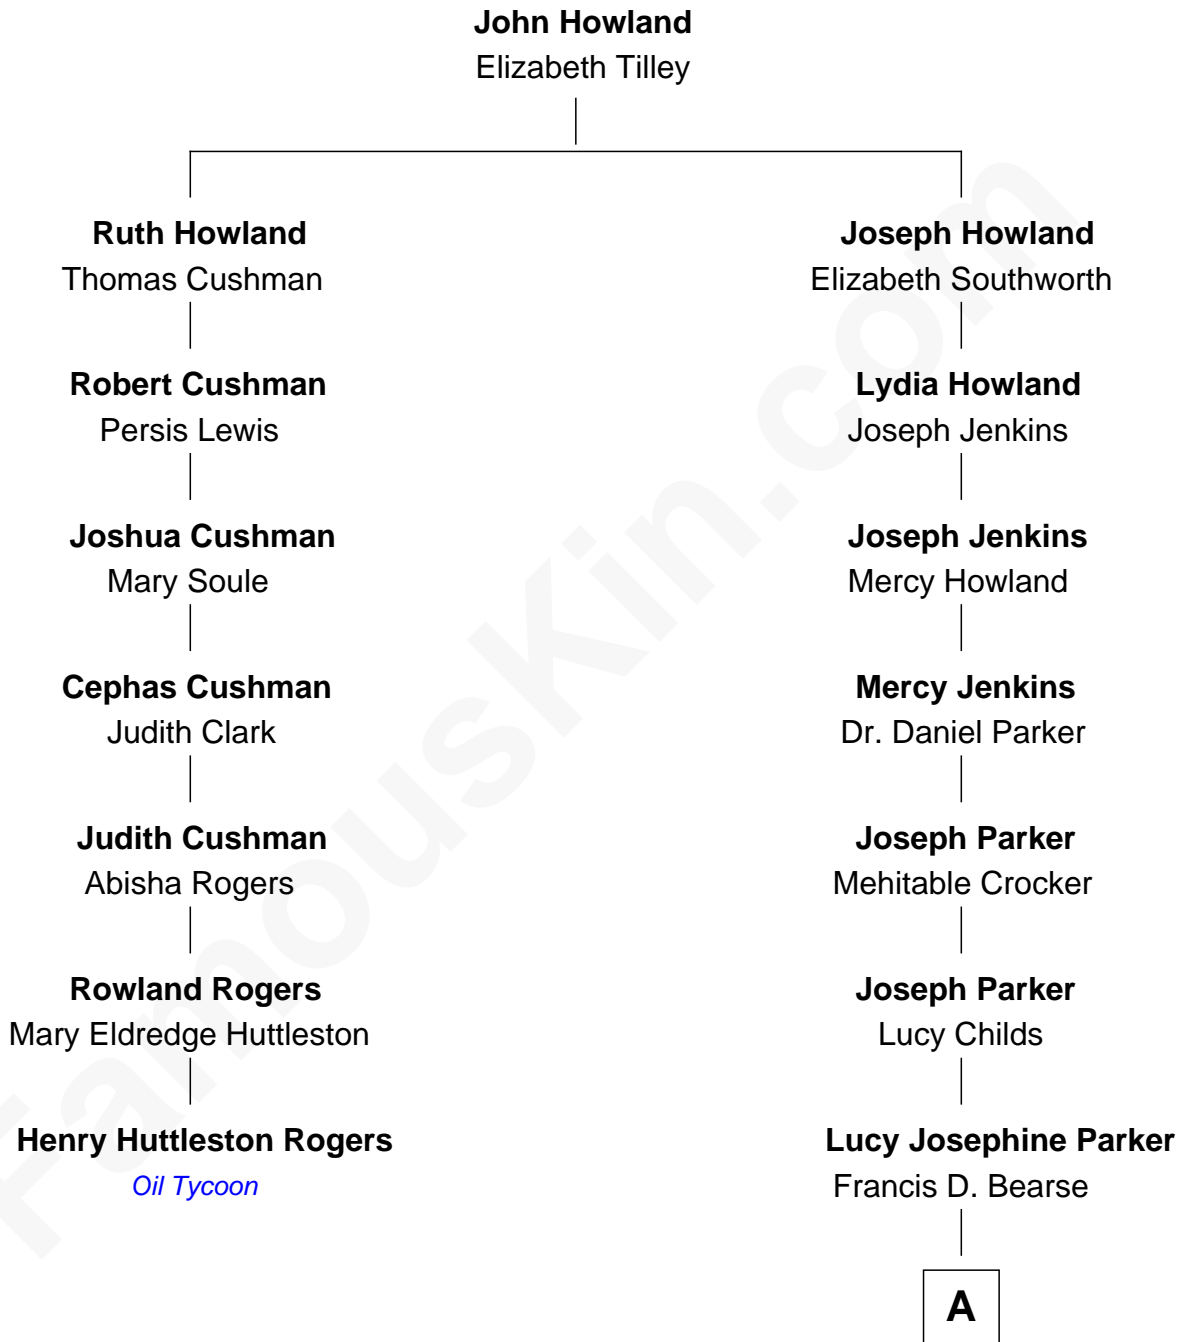 John Howland
Elizabeth Tilley
Ruth Howland
Thomas Cushman
Robert Cushman
Persis Lewis
Joshua Cushman
Mary Soule
Cephas Cushman
Judith Clark
Judith Cushman
Abisha Rogers
Rowland Rogers
Mary Eldredge Huttleston
Henry Huttleston Rogers
Oil Tycoon
Joseph Howland
Elizabeth Southworth
Lydia Howland
Joseph Jenkins
Joseph Jenkins
Mercy Howland
Mercy Jenkins
Dr. Daniel Parker
Joseph Parker
Mehitable Crocker
Joseph Parker
Lucy Childs
Lucy Josephine Parker
Francis D. Bearse
A
FamousKin.com